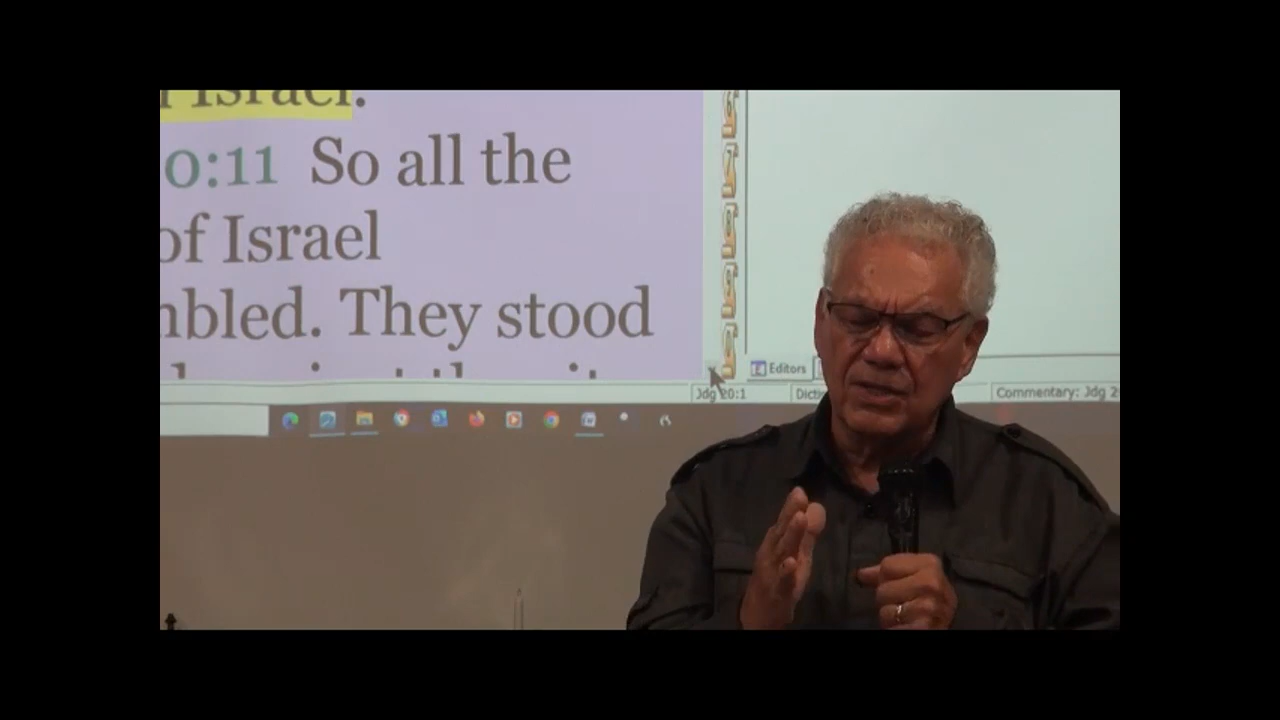 Israel.
0:11 So all the
of Israel
mbled. They stood
Editors
Jdg 20:1
Commentary: Jdg 2